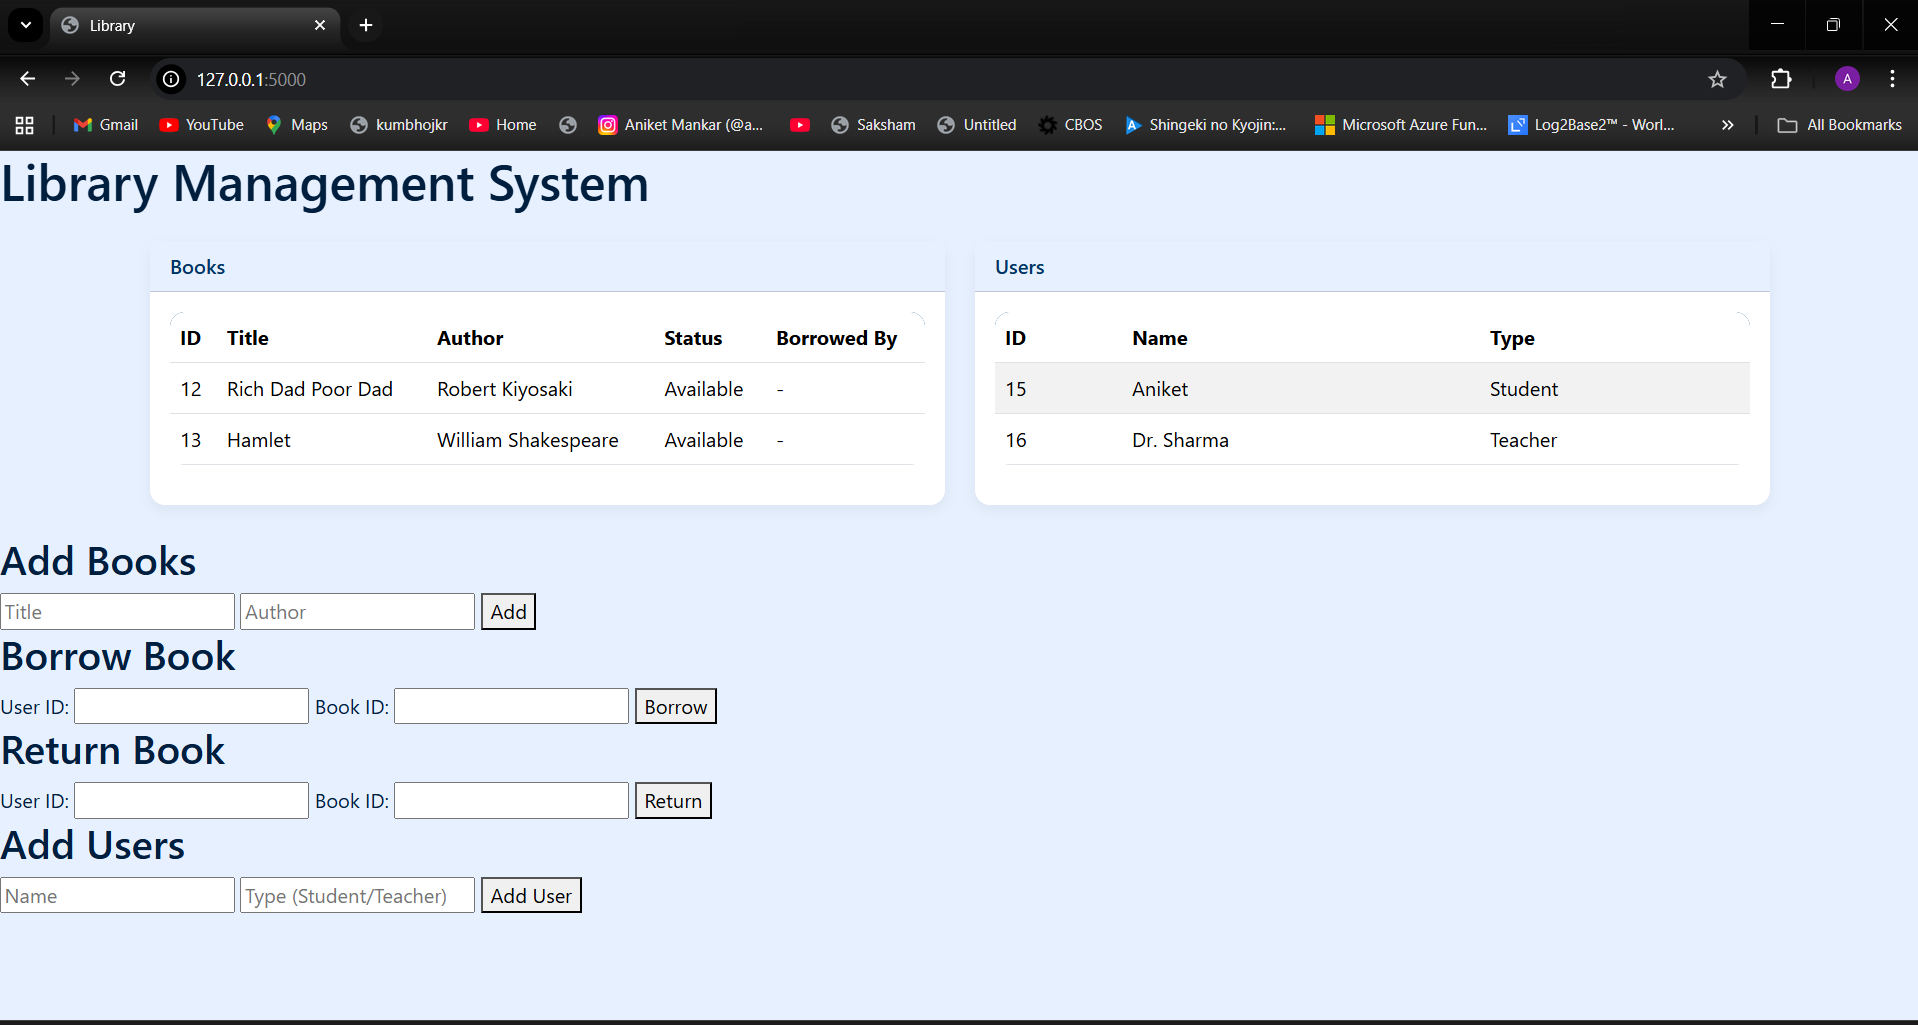 Library
127.0.0.1:5000
Gmail YouTube Maps kumbhojkr Home Aniket Mankar (@a... Saksham Untitled CBOS Shingeki no Kyojin:... Microsoft Azure Fun... Log2Base2™ - Worl... » All Bookmarks
A
Library Management System
Books
ID Title Author Status Borrowed By
12 Rich Dad Poor Dad Robert Kiyosaki Available -
13 Hamlet William Shakespeare Available -
Users
ID Name Type
15 Aniket Student
16 Dr. Sharma Teacher
Add Books
Title Author Add
Borrow Book
User ID: Book ID: Borrow
Return Book
User ID: Book ID: Return
Add Users
Name Type (Student/Teacher) Add User